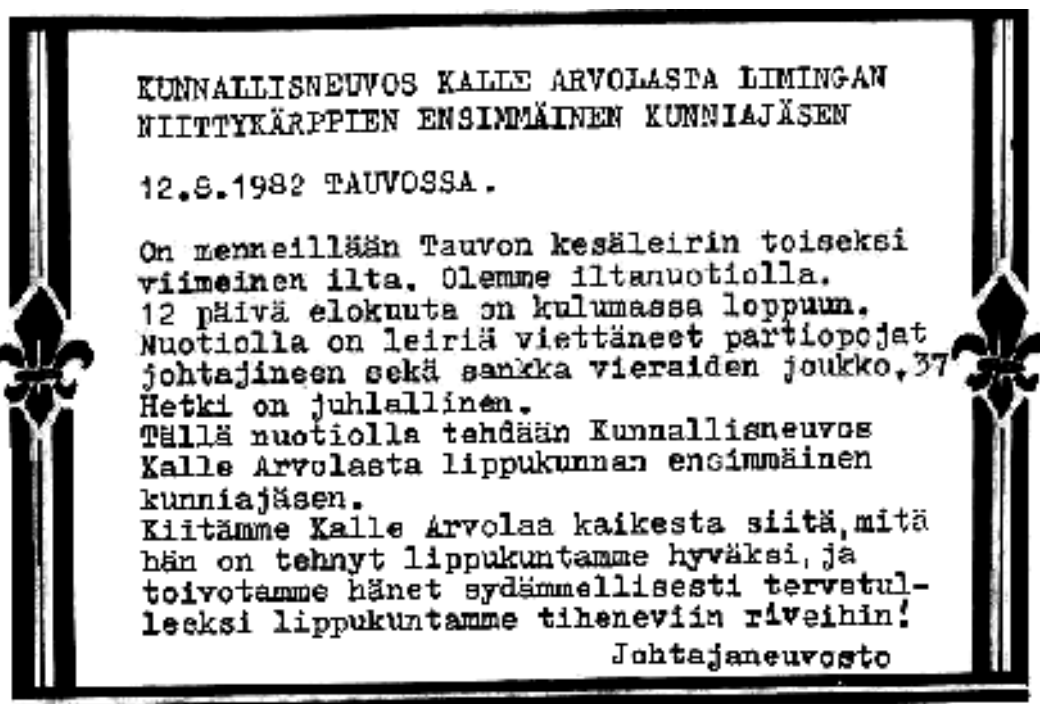 KUNNALLISNEUVOS KALLE ARVOLASTA LIMINGAN
NIITTYKÄRPPIEN ENSIMMÄINEN KUNNIAJÄSEN
12.8.1982 TAUVOSSA.
On menneillään Tauvon kesäleirin toiseksi
viimeinen ilta. Olemme iltanuotiolla.
12 päivä elokuuta on kulumassa loppuun.
Nuotiolla on leiriä viettäneet partiopojat
johtajineen sekä sankka vieraiden joukko,37
Hetki on juhlallinen.
Tällä nuotiolla tehdään Kunnallisneuvos
Kalle Arvolasta lippukunnan ensimmäinen
kunniajäsen.
Kiitämme Kalle Arvolaa kaikesta siitä,mitä
hän on tehnyt lippukuntamme hyväksi,ja
toivotamme hänet sydämmellisesti tervetul-
leeksi lippukuntamme tiheneviin riveihin!
Johtajaneuvosto